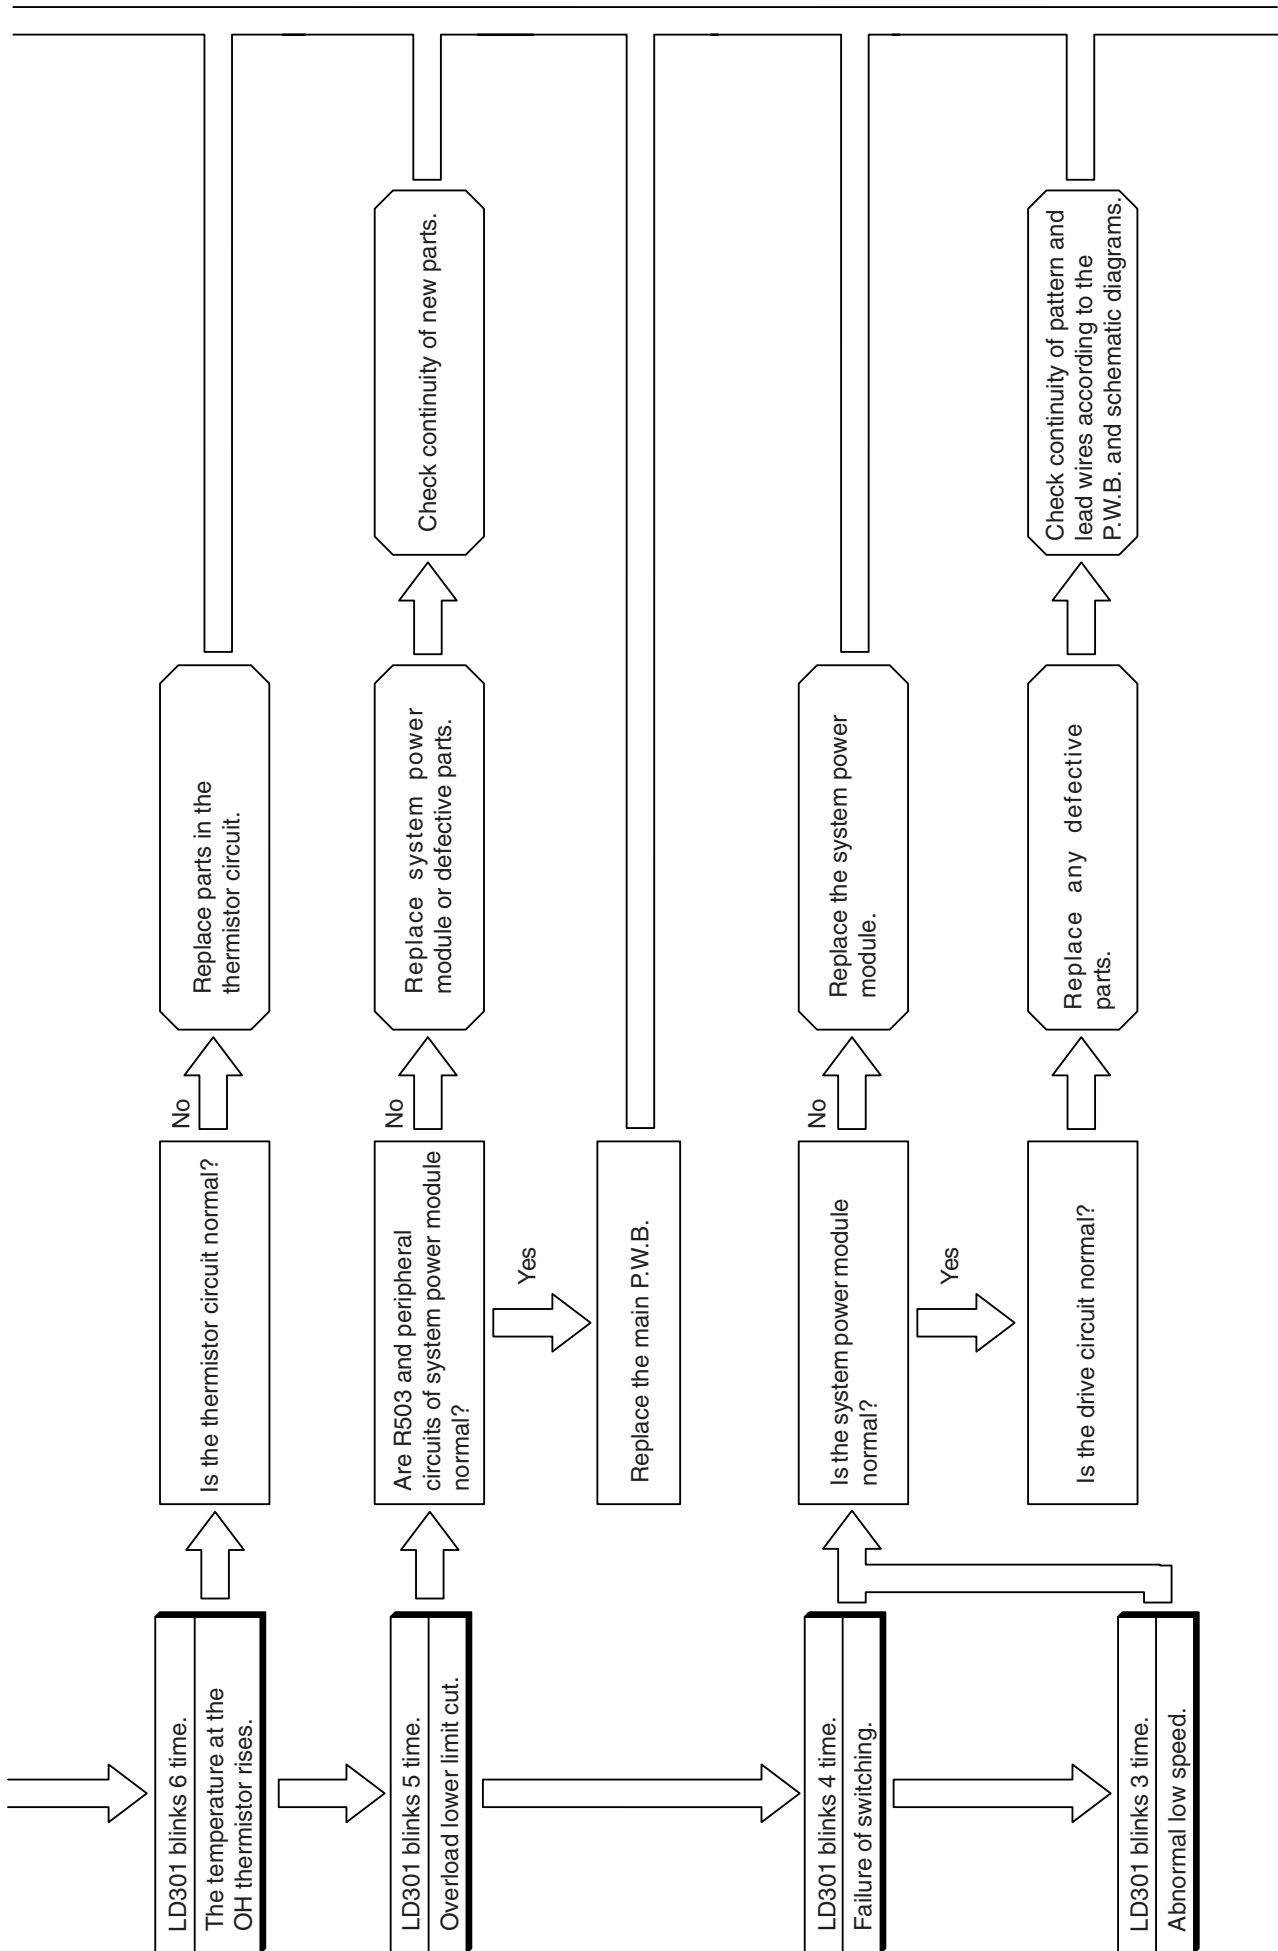 LD301 blinks 6 time.
The temperature at the
OH thermistor rises.
Is the thermistor circuit normal?
No
Replace parts in the
thermistor circuit.
LD301 blinks 5 time.
Overload lower limit cut.
Are R503 and peripheral
circuits of system power module
normal?
No
Replace system power
module or defective parts.
Check continuity of new parts.
Yes
Replace the main P.W.B.
LD301 blinks 4 time.
Failure of switching.
Is the system power module
normal?
No
Replace the system power
module.
Yes
LD301 blinks 3 time.
Abnormal low speed.
Is the drive circuit normal?
Replace any defective
parts.
Check continuity of pattern and
lead wires according to the
P.W.B. and schematic diagrams.